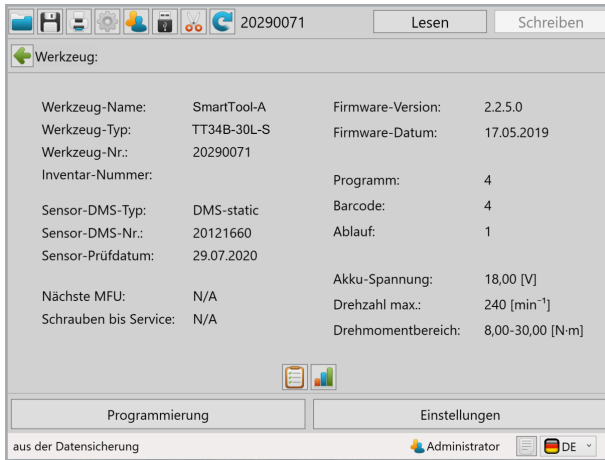 20290071 Lesen Schreiben
Werkzeug:
Werkzeug-Name: SmartTool-A
Werkzeug-Typ: TT34B-30L-S
Werkzeug-Nr.: 20290071
Inventar-Nummer:
Sensor-DMS-Typ: DMS-static
Sensor-DMS-Nr.: 20121660
Sensor-Prüfdatum: 29.07.2020
Nächste MFU: N/A
Schrauben bis Service: N/A
Firmware-Version: 2.2.5.0
Firmware-Datum: 17.05.2019
Programm: 4
Barcode: 4
Ablauf: 1
Akku-Spannung: 18,00 [V]
Drehzahl max.: 240 [min⁻¹]
Drehmomentbereich: 8,00-30,00 [N·m]
Programmierung Einstellungen
aus der Datensicherung Administrator DE